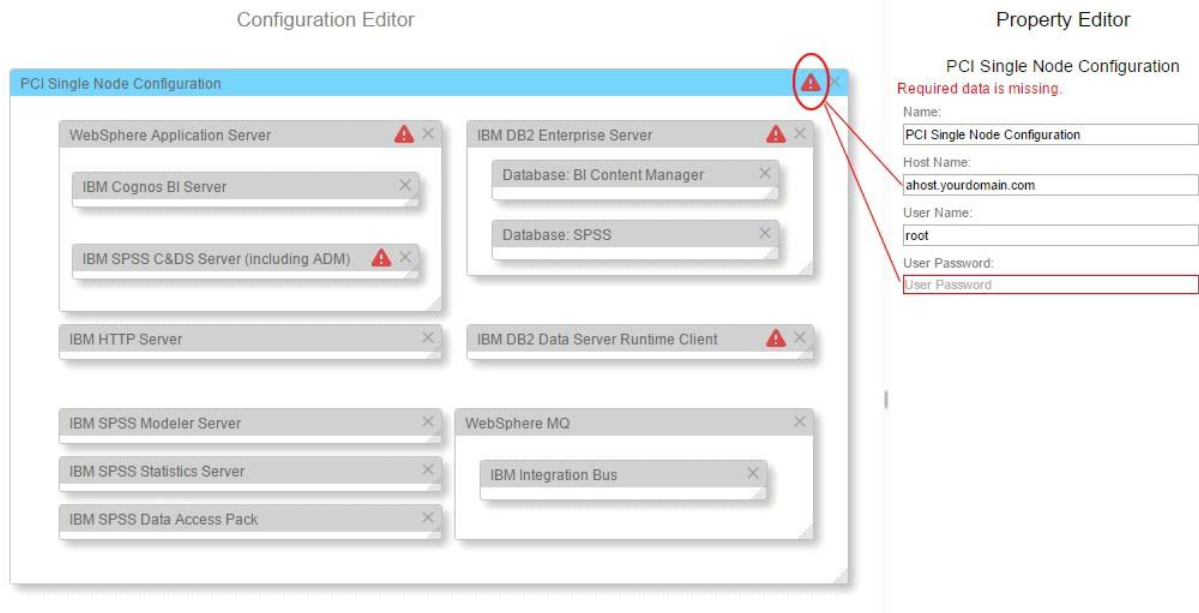 Configuration Editor
Property Editor
PCI Single Node Configuration
WebSphere Application Server
IBM Cognos BI Server
IBM SPSS C&DS Server (including ADM)
IBM DB2 Enterprise Server
Database: BI Content Manager
Database: SPSS
IBM HTTP Server
IBM DB2 Data Server Runtime Client
IBM SPSS Modeler Server
IBM SPSS Statistics Server
IBM SPSS Data Access Pack
WebSphere MQ
IBM Integration Bus
PCI Single Node Configuration
Required data is missing.
Name:
PCI Single Node Configuration
Host Name:
ahost.yourdomain.com
User Name:
root
User Password:
User Password